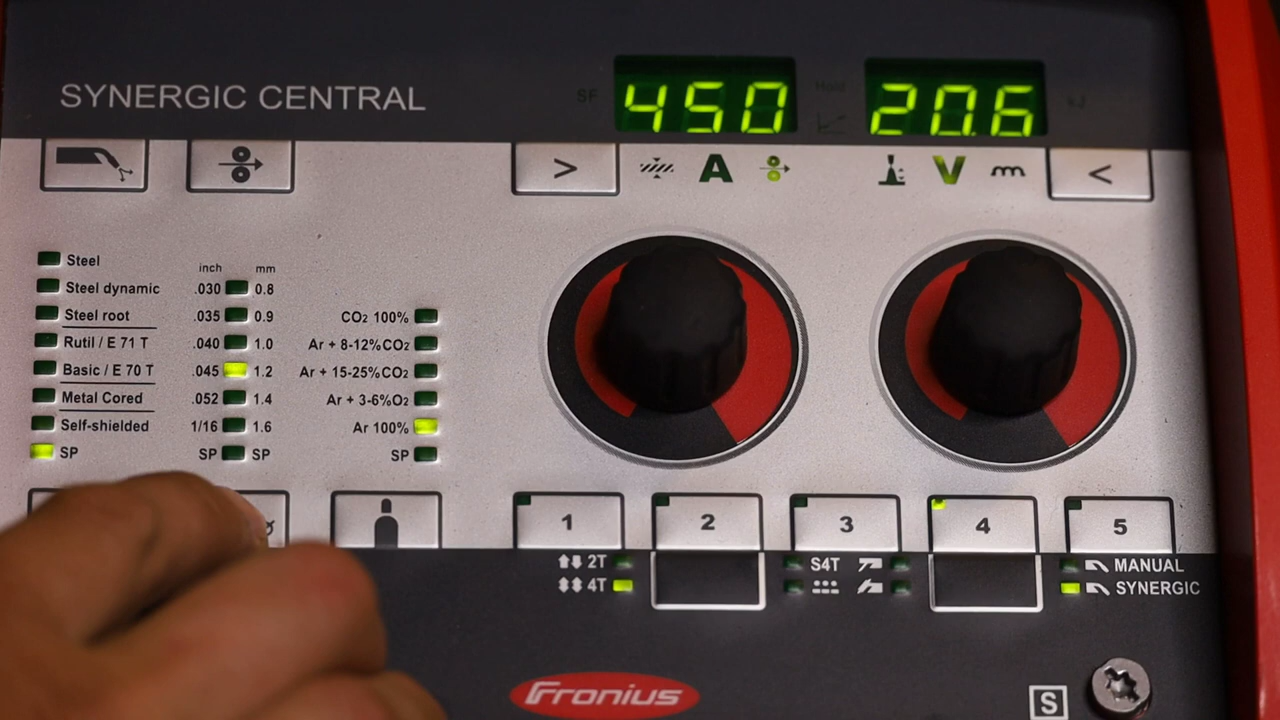 SYNERGIC CENTRAL
SF 450 Hold 20.6
> A V <
Steel
inch mm
Steel dynamic .030 0.8
Steel root .035 0.9 CO₂ 100%
Rutil / E 71 T .040 1.0 Ar + 8-12%CO₂
Basic / E 70 T .045 1.2 Ar + 15-25%CO₂
Metal Cored .052 1.4 Ar + 3-6%O₂
Self-shielded 1/16 1.6 Ar 100%
SP SP SP SP
1 2 3 4 5
2T S4T MANUAL
4T SYNERGIC
Fronius
S